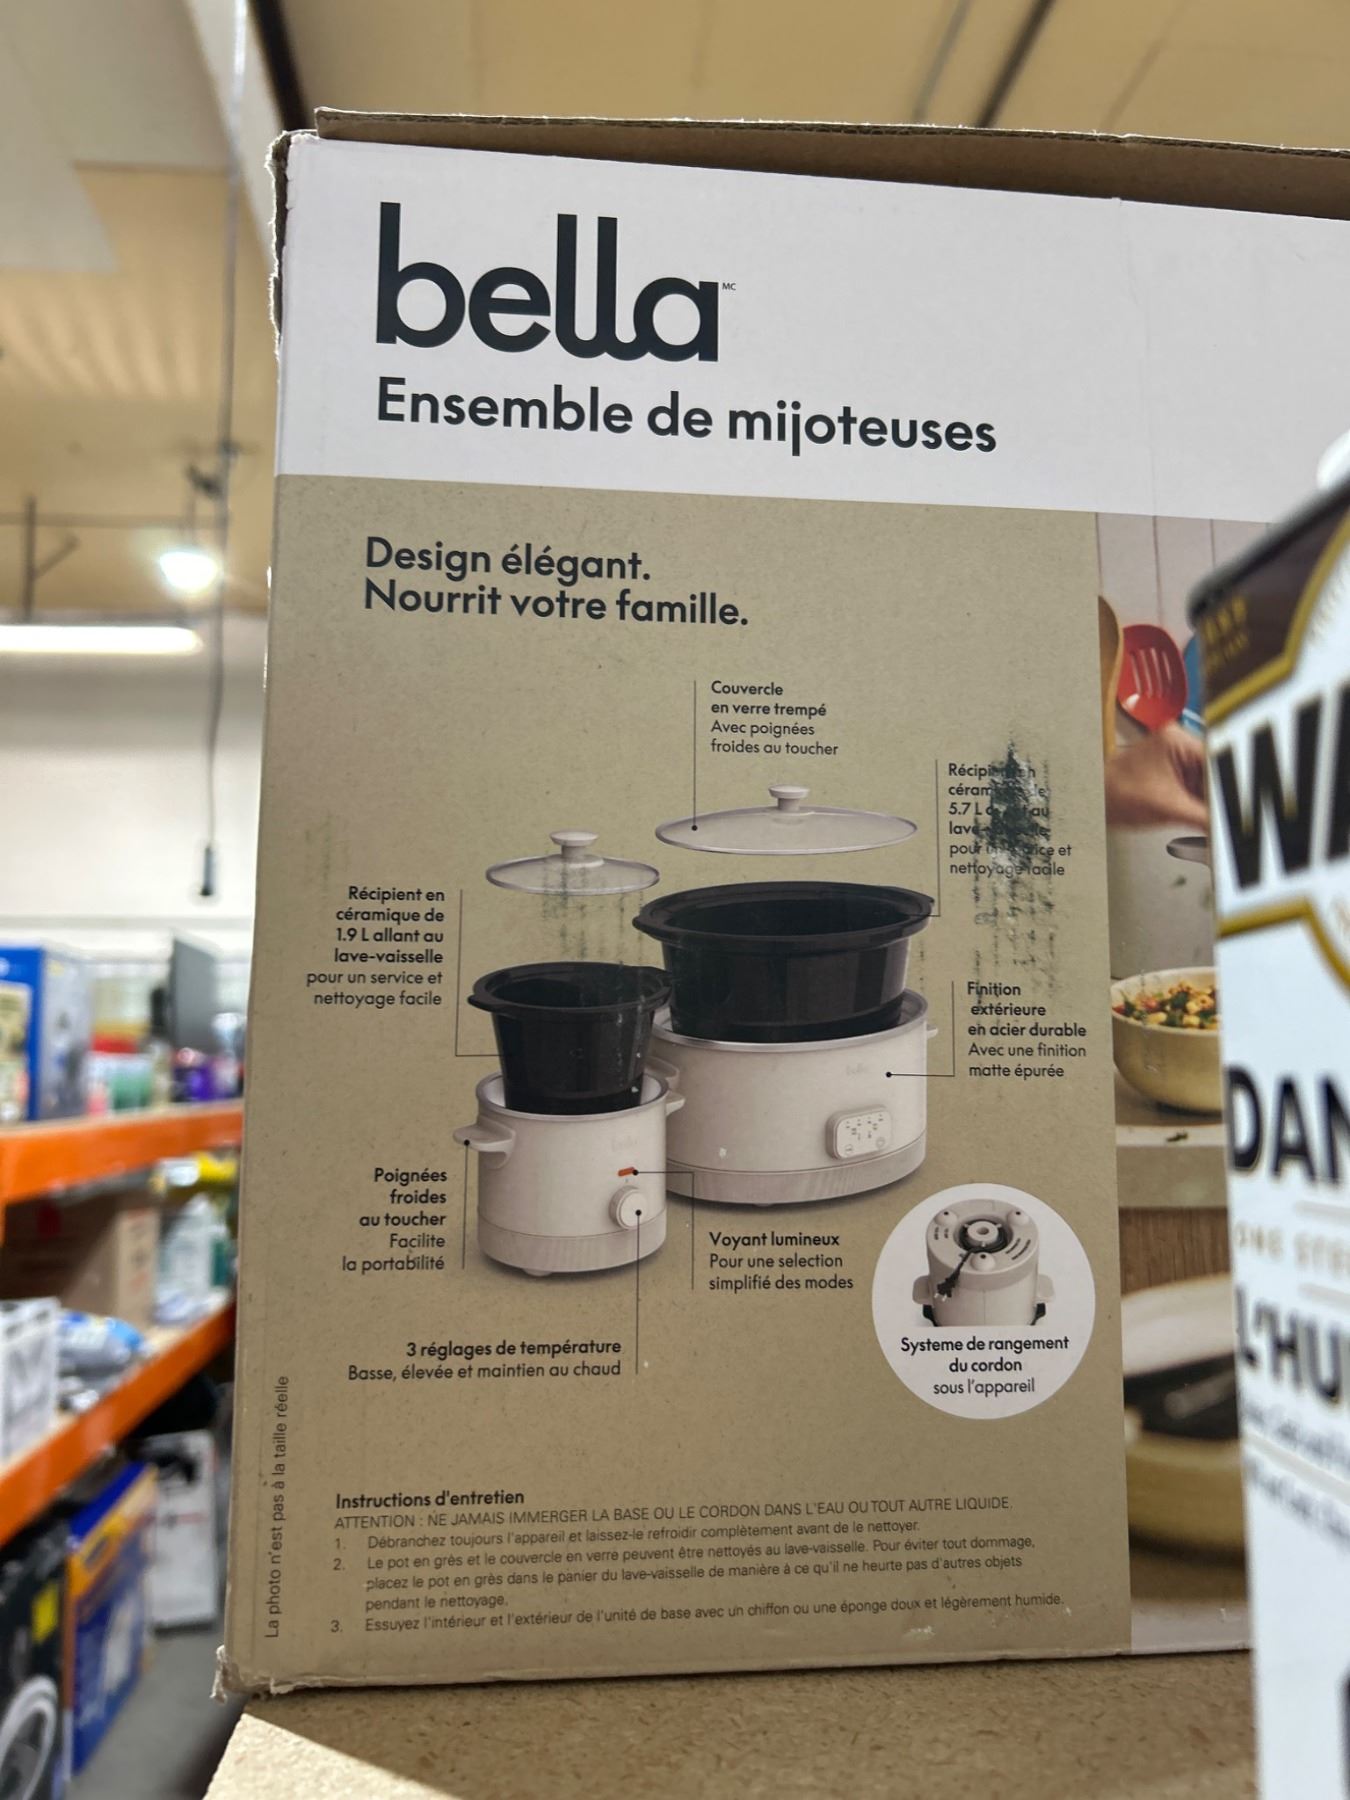 bella MC
Ensemble de mijoteuses
Design élégant.
Nourrit votre famille.
Couvercle
en verre trempé
Avec poignées
froides au toucher
5.7 L
pour et
nettoyage facile
Récipient en
céramique de
1.9 L allant au
lave-vaisselle
pour un service et
nettoyage facile
Finition
extérieure
en acier durable
Avec une finition
matte épurée
Poignées
froides
au toucher
Facilite
la portabilité
Voyant lumineux
Pour une selection
simplifié des modes
3 réglages de température
Basse, élevée et maintien au chaud
Systeme de rangement
du cordon
sous l'appareil
La photo n'est pas à la taille réelle
Instructions d'entretien
ATTENTION : NE JAMAIS IMMERGER LA BASE OU LE CORDON DANS L'EAU OU TOUT AUTRE LIQUIDE.
1. Débranchez toujours l'appareil et laissez-le refroidir complètement avant de le nettoyer.
2. Le pot en grès et le couvercle en verre peuvent être nettoyés au lave-vaisselle. Pour éviter tout dommage,
placez le pot en grès dans le panier du lave-vaisselle de manière à ce qu'il ne heurte pas d'autres objets
pendant le nettoyage.
3. Essuyez l'intérieur et l'extérieur de l'unité de base avec un chiffon ou une éponge doux et légèrement humide.
WA
DAN
L'HU